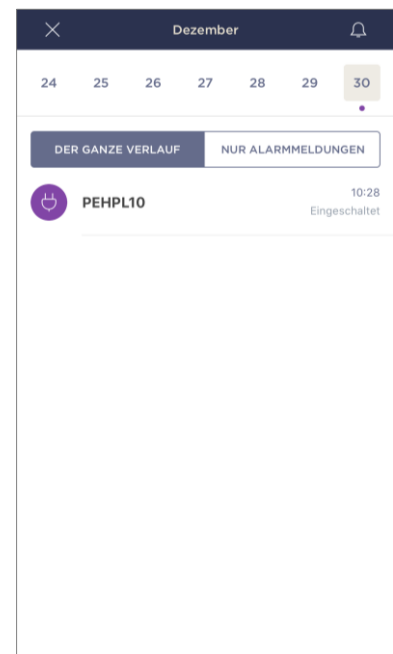 Dezember
24 25 26 27 28 29 30
DER GANZE VERLAUF NUR ALARMMELDUNGEN
PEHPL10 10:28
Eingeschaltet